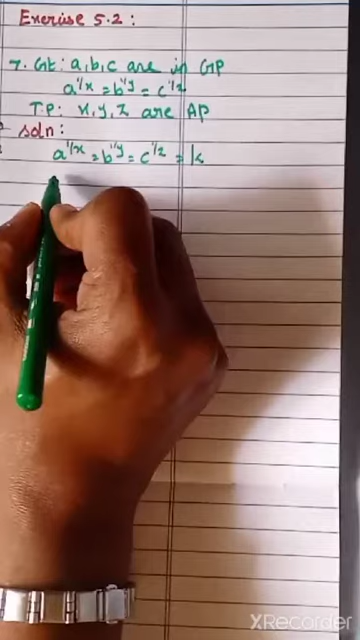 Exercise 5.2:
7. Gt: a, b, c are in GP
a^1/x = b^1/y = c^1/z
T.P: x, y, z are AP
soln:
a^1/x = b^1/y = c^1/z = k
XRecorder